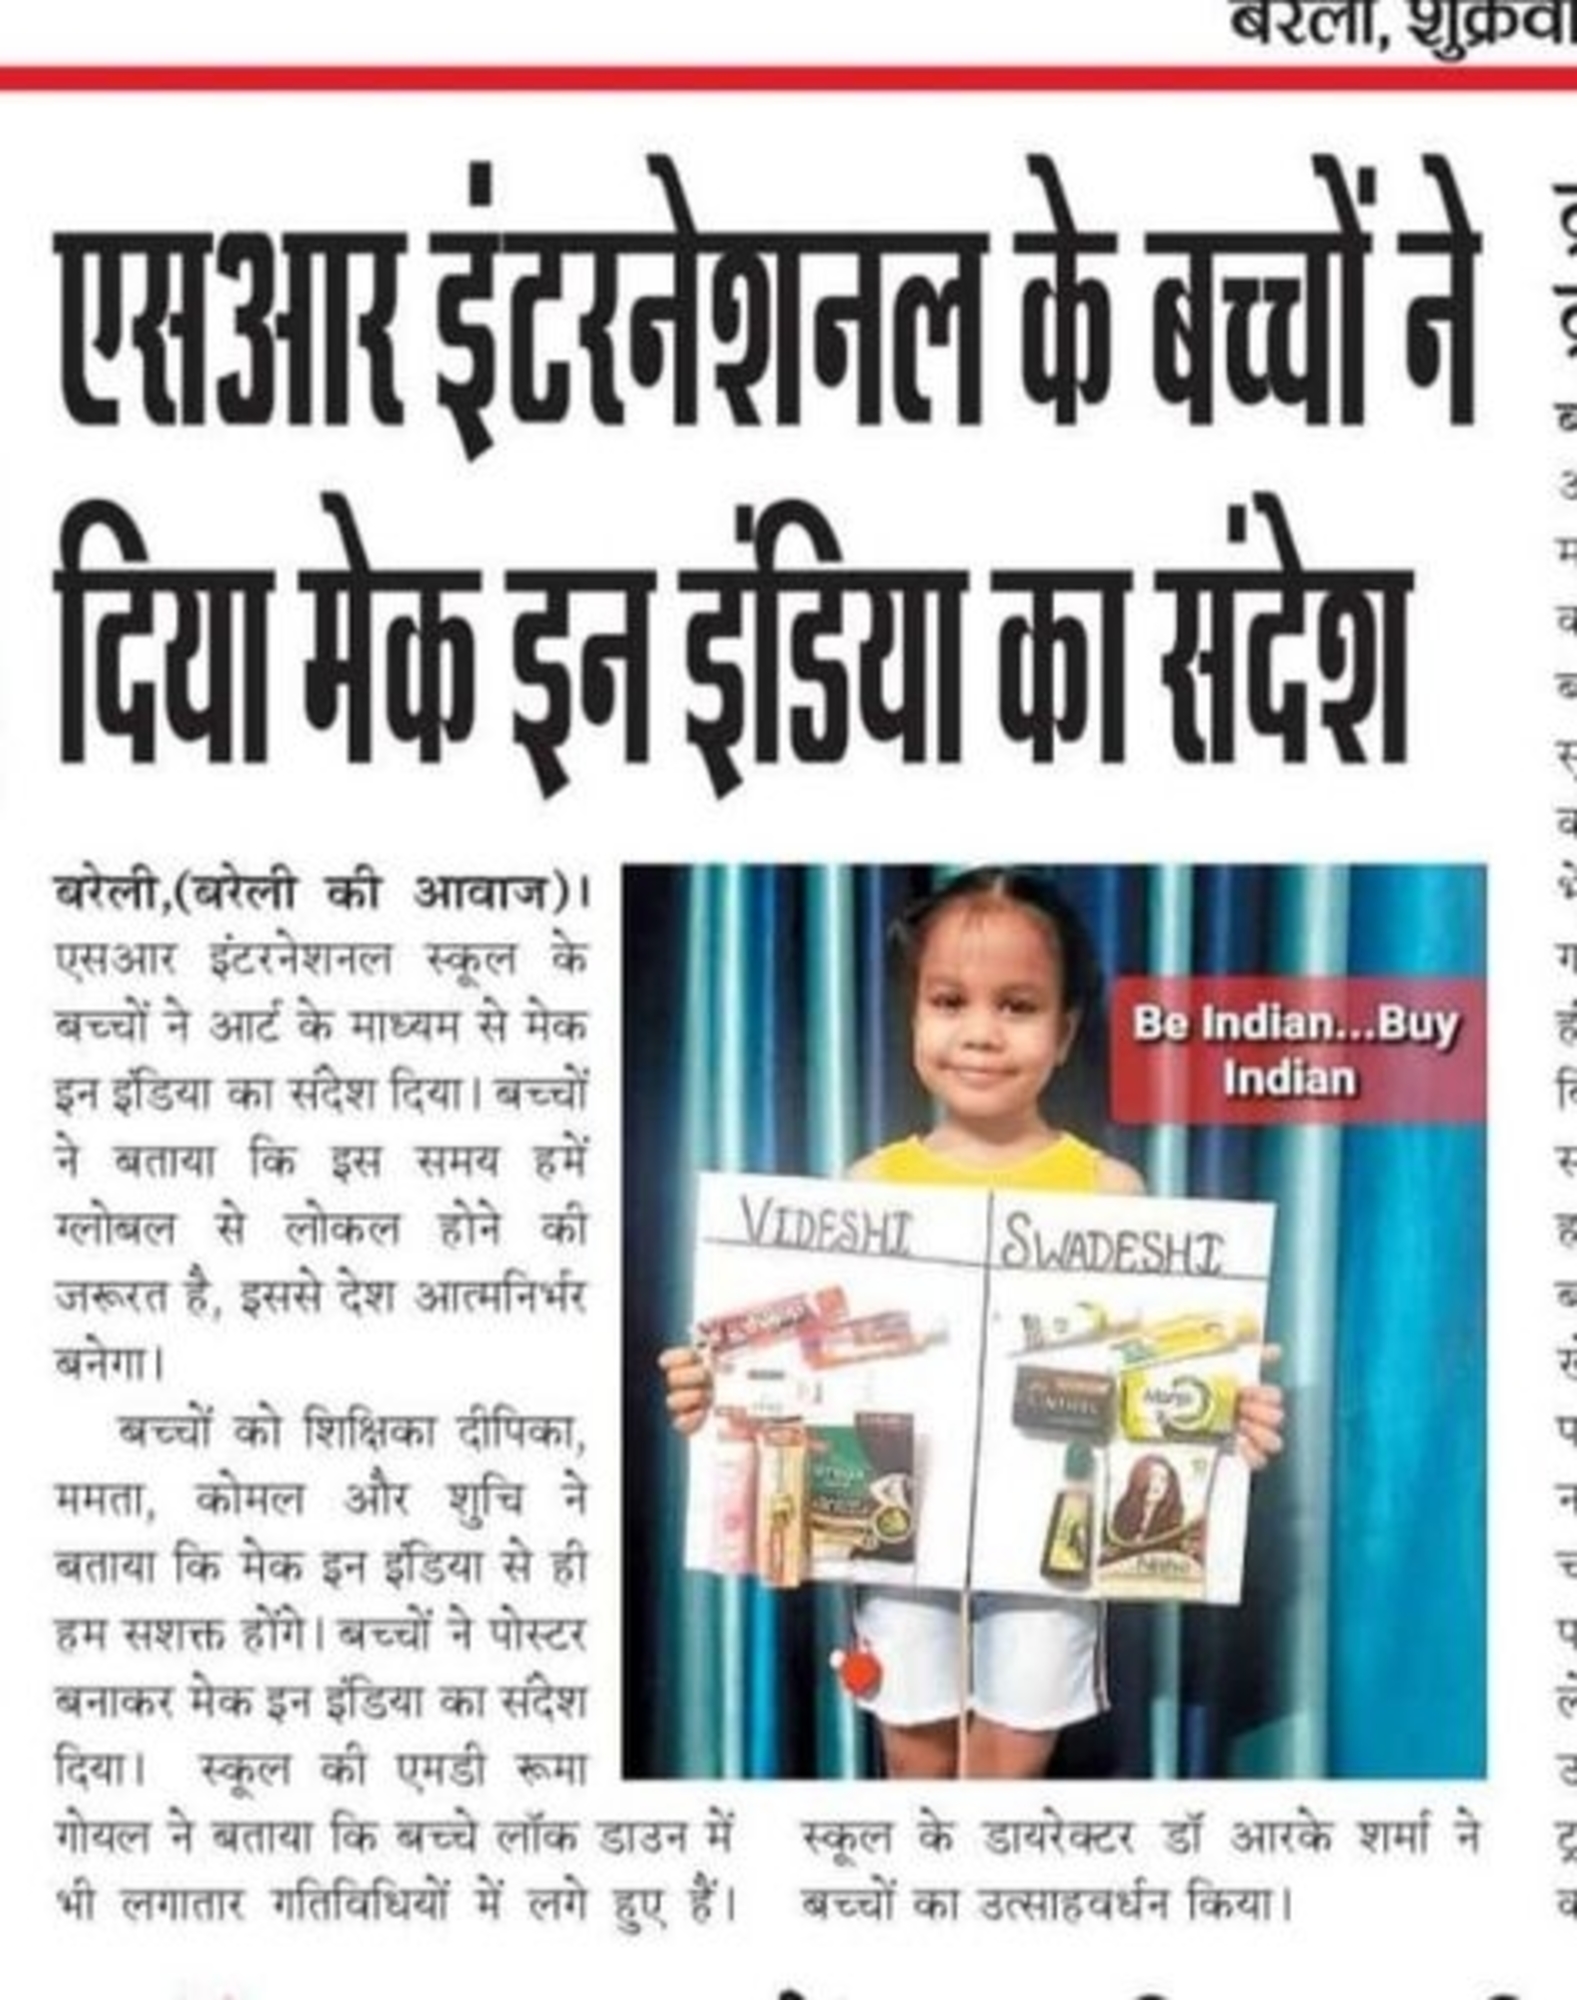 बरेली, शुक्रवा
एसआर इंटरनेशनल के बच्चों ने
दिया मेक इन इंडिया का संदेश
बरेली,(बरेली की आवाज)।
एसआर इंटरनेशनल स्कूल के
बच्चों ने आर्ट के माध्यम से मेक
इन इंडिया का संदेश दिया। बच्चों
ने बताया कि इस समय हमें
ग्लोबल से लोकल होने की
जरूरत है, इससे देश आत्मनिर्भर
बनेगा।
बच्चों को शिक्षिका दीपिका,
ममता, कोमल और शुचि ने
बताया कि मेक इन इंडिया से ही
हम सशक्त होंगे। बच्चों ने पोस्टर
बनाकर मेक इन इंडिया का संदेश
दिया। स्कूल की एमडी रूमा
गोयल ने बताया कि बच्चे लॉक डाउन में
भी लगातार गतिविधियों में लगे हुए हैं।
Be Indian...Buy
Indian
VIDESHI
SWADESHI
CINTHOL
Margo
स्कूल के डायरेक्टर डॉ आरके शर्मा ने
बच्चों का उत्साहवर्धन किया।